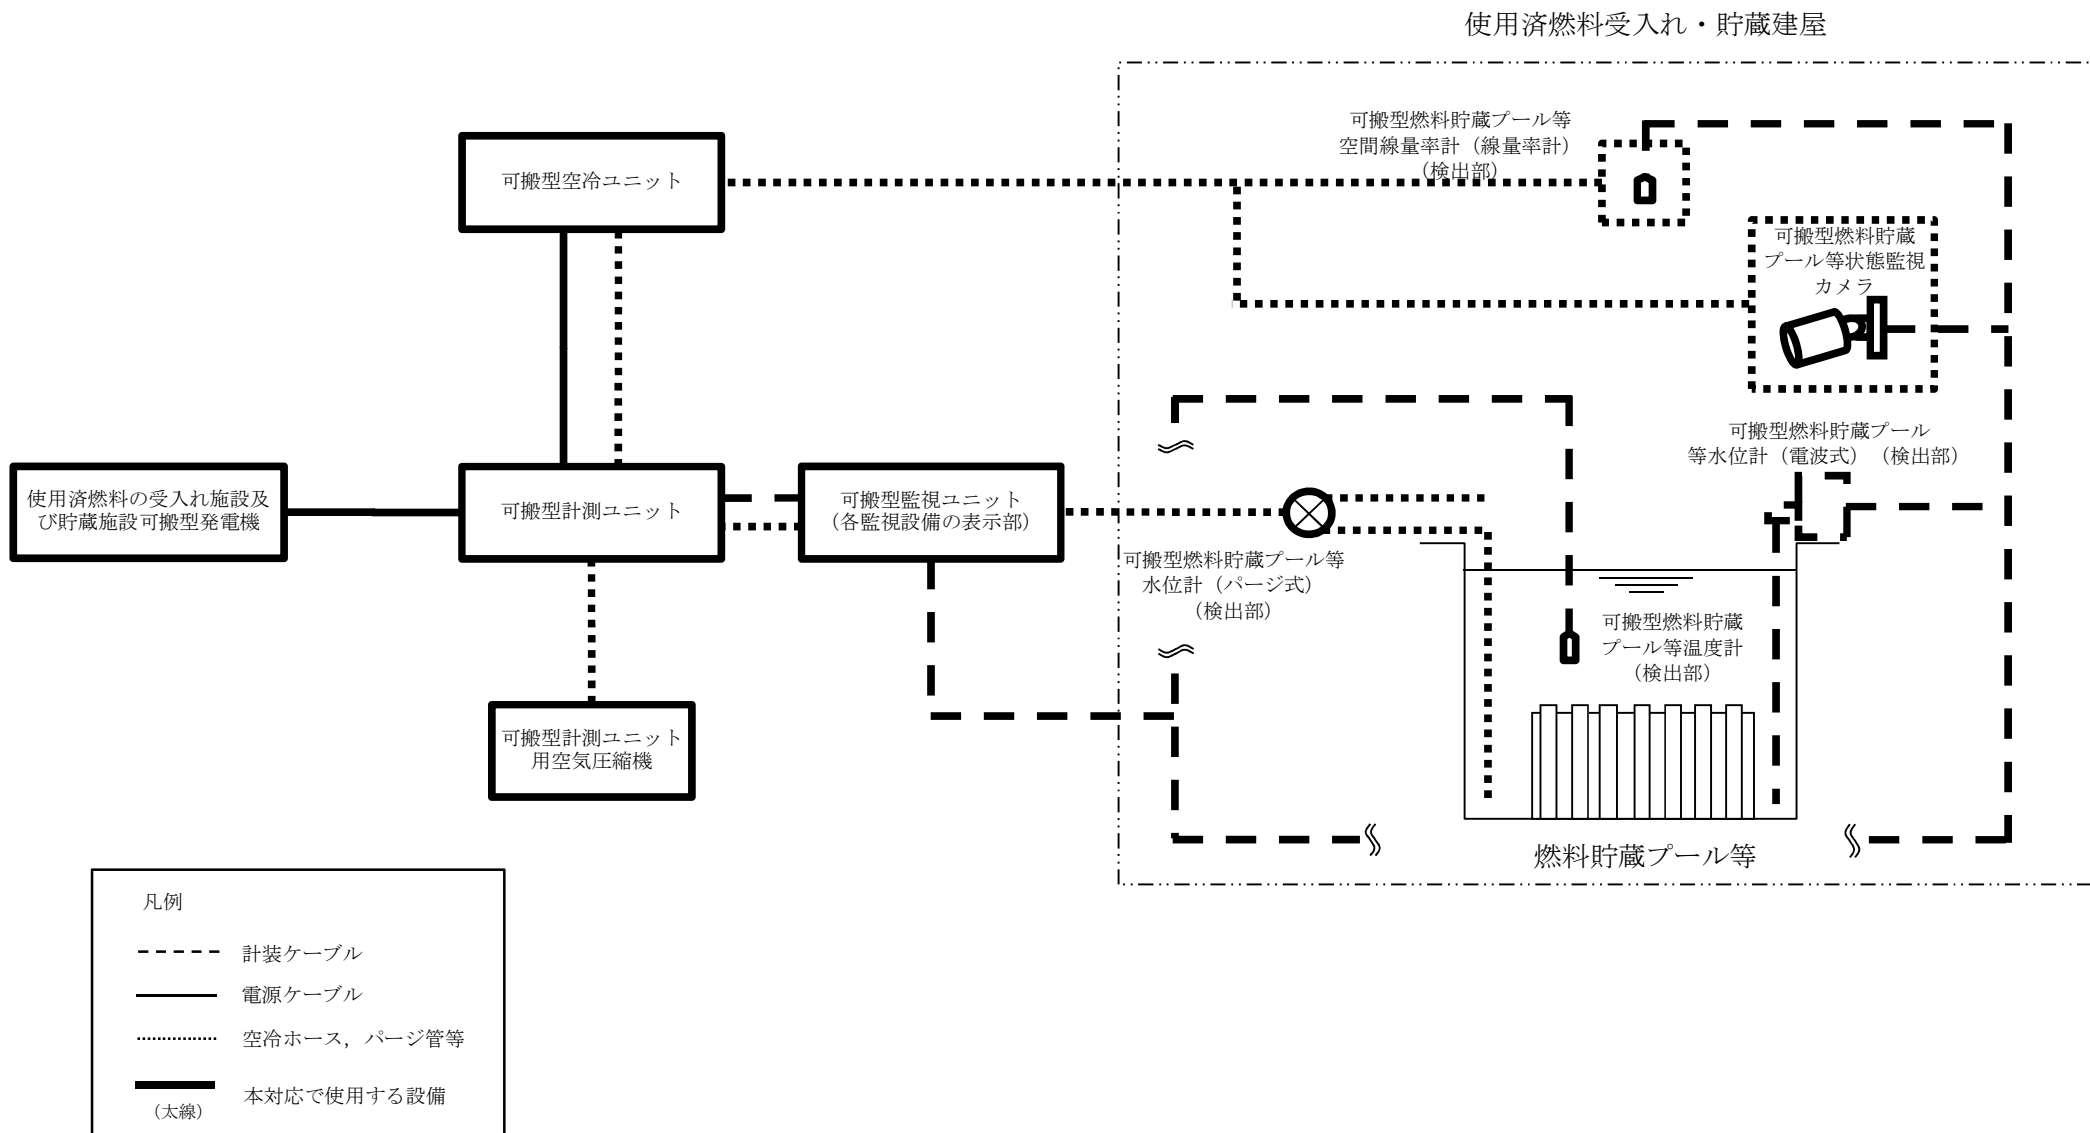 使用済燃料受入れ・貯蔵建屋
可搬型燃料貯蔵プール等
空間線量率計（線量率計）
（検出部）
可搬型空冷ユニット
可搬型燃料貯蔵
プール等状態監視
カメラ
可搬型燃料貯蔵プール
等水位計（電波式）（検出部）
使用済燃料の受入れ施設及
び貯蔵施設可搬型発電機
可搬型計測ユニット
可搬型監視ユニット
（各監視設備の表示部）
可搬型燃料貯蔵プール等
水位計（パージ式）
（検出部）
可搬型燃料貯蔵
プール等温度計
（検出部）
可搬型計測ユニット
用空気圧縮機
燃料貯蔵プール等
凡例
計装ケーブル
電源ケーブル
空冷ホース，パージ管等
本対応で使用する設備
（太線）